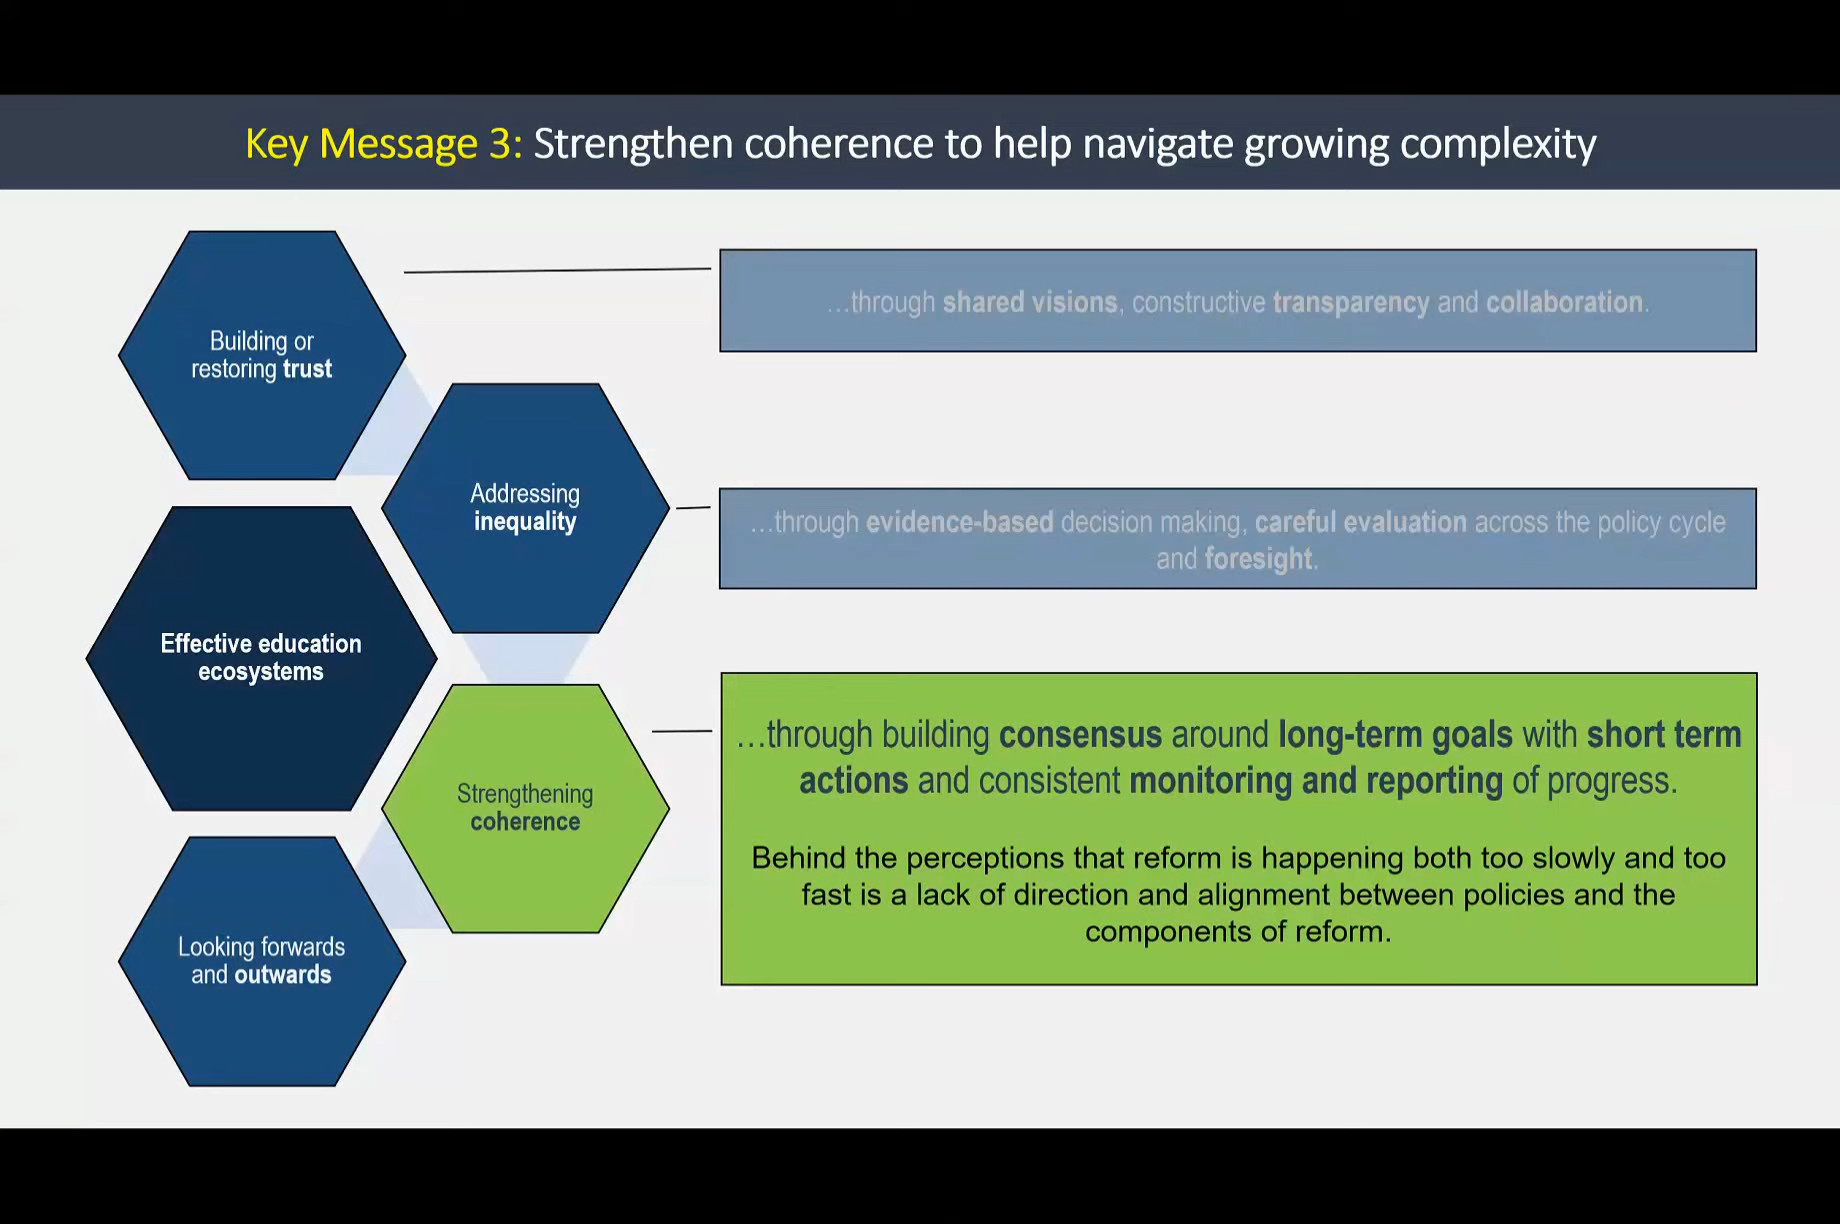 Key Message 3: Strengthen coherence to help navigate growing complexity
Building or
restoring trust
…through shared visions, constructive transparency and collaboration.
Addressing
inequality
…through evidence-based decision making, careful evaluation across the policy cycle
and foresight.
Effective education
ecosystems
Strengthening
coherence
…through building consensus around long-term goals with short term
actions and consistent monitoring and reporting of progress.
Behind the perceptions that reform is happening both too slowly and too
fast is a lack of direction and alignment between policies and the
components of reform.
Looking forwards
and outwards